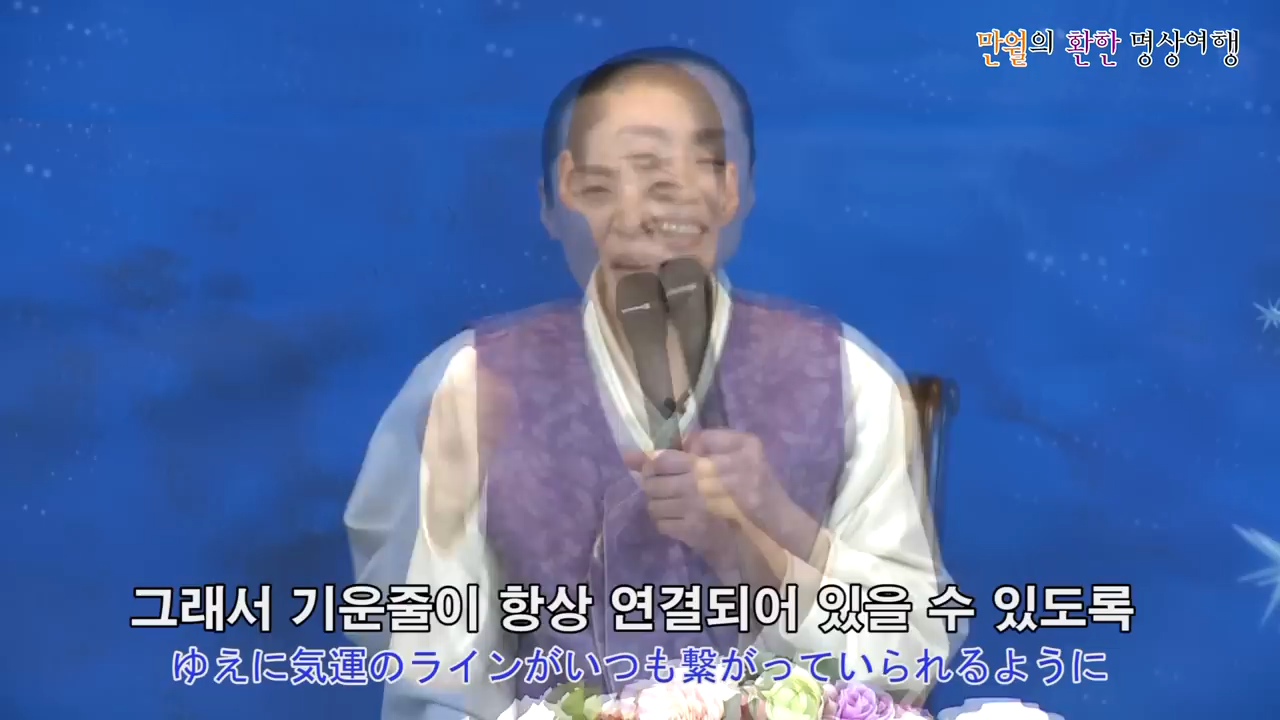 만월의 환한 명상여행
그래서 기운줄이 항상 연결되어 있을 수 있도록
ゆえに気運のラインがいつも繋がっていられるように